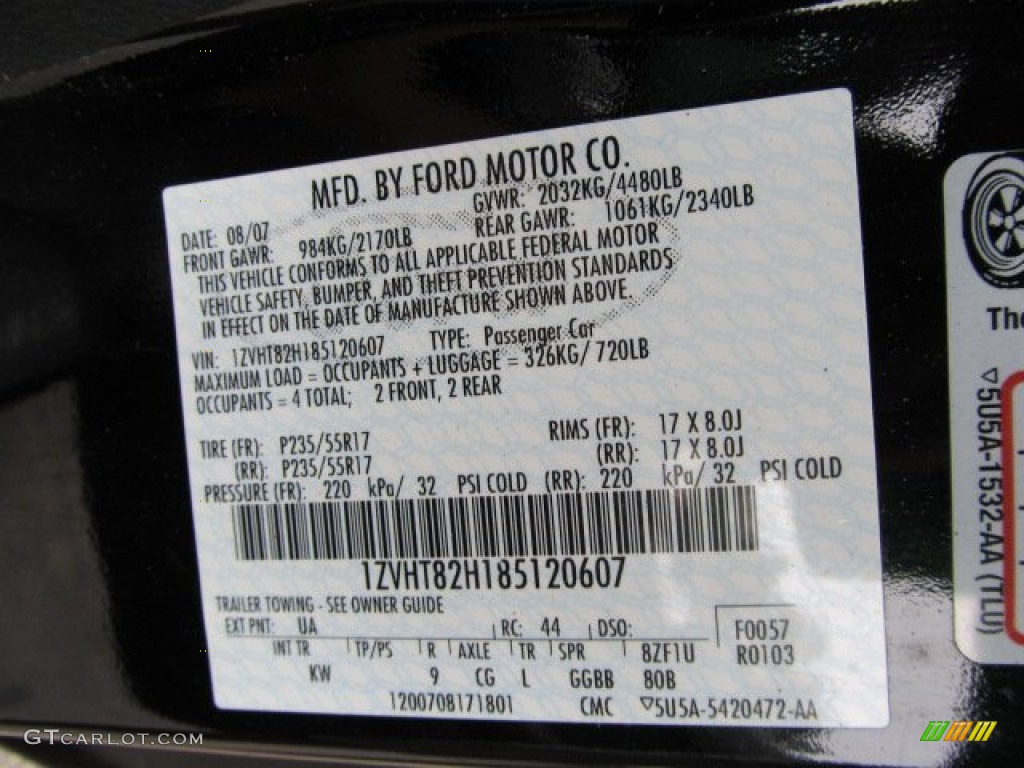 MFD. BY FORD MOTOR CO.
DATE: 08/07 GVWR: 2032KG/4480LB
FRONT GAWR: 984KG/2170LB REAR GAWR: 1061KG/2340LB
THIS VEHICLE CONFORMS TO ALL APPLICABLE FEDERAL MOTOR
VEHICLE SAFETY, BUMPER, AND THEFT PREVENTION STANDARDS
IN EFFECT ON THE DATE OF MANUFACTURE SHOWN ABOVE.
VIN: 1ZVHT82H185120607 TYPE: Passenger Car
MAXIMUM LOAD = OCCUPANTS + LUGGAGE = 326KG/ 720LB
OCCUPANTS = 4 TOTAL; 2 FRONT, 2 REAR
TIRE (FR): P235/55R17 RIMS (FR): 17 X 8.0J
(RR): P235/55R17 (RR): 17 X 8.0J
PRESSURE (FR): 220 kPa/ 32 PSI COLD (RR): 220 kPa/ 32 PSI COLD
1ZVHT82H185120607
TRAILER TOWING - SEE OWNER GUIDE
EXT PNT: UA RC: 44 DSO: F0057
INT TR TP/PS R AXLE TR SPR 8ZF1U R0103
KW 9 CG L GGBB 80B
1200708171801 CMC ▽5U5A-5420472-AA
The
▽5U5A-1532-AA (TLU)
GTCarlot.com